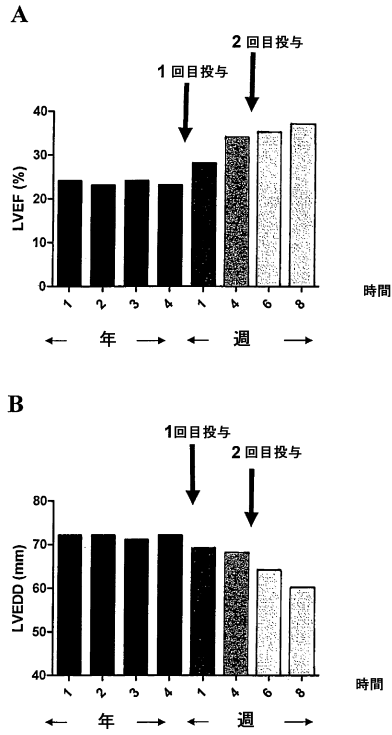 A
2 回目投与
1 回目投与
40
30
20
10
0
LVEF (%)
1 2 3 4 1 4 6 8
時間
← 年 → ← 週 →
B
1回目投与
2 回目投与
80
70
60
50
40
LVEDD (mm)
1 2 3 4 1 4 6 8
時間
← 年 → ← 週 →